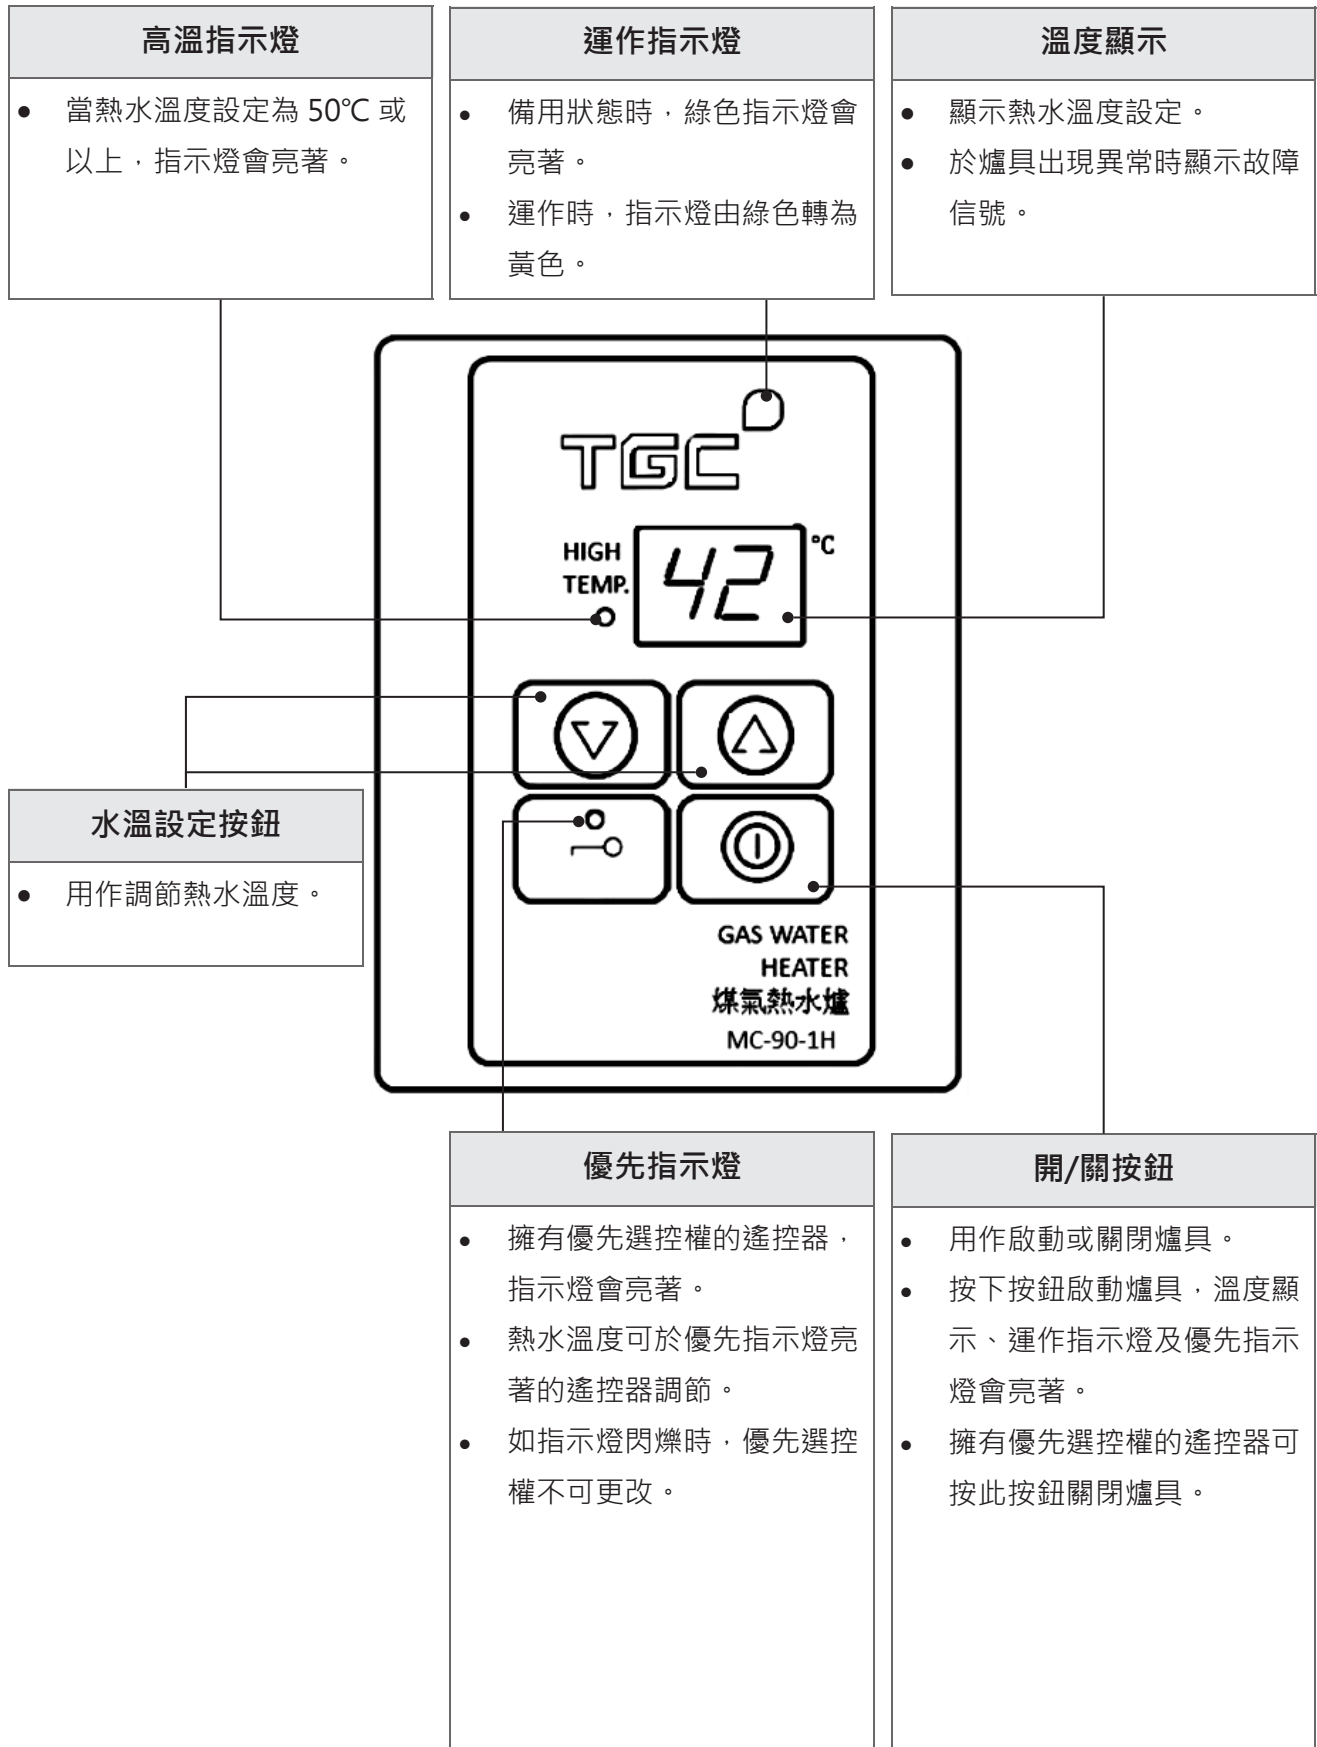 高溫指示燈
● 當熱水溫度設定為 50℃ 或
以上，指示燈會亮著。
運作指示燈
● 備用狀態時，綠色指示燈會
亮著。
● 運作時，指示燈由綠色轉為
黃色。
溫度顯示
● 顯示熱水溫度設定。
● 於爐具出現異常時顯示故障
信號。
TGC
HIGH
TEMP.
42
°C
水溫設定按鈕
● 用作調節熱水溫度。
GAS WATER
HEATER
煤氣熱水爐
MC-90-1H
優先指示燈
● 擁有優先選控權的遙控器，
指示燈會亮著。
● 熱水溫度可於優先指示燈亮
著的遙控器調節。
● 如指示燈閃爍時，優先選控
權不可更改。
開/關按鈕
● 用作啟動或關閉爐具。
● 按下按鈕啟動爐具，溫度顯
示、運作指示燈及優先指示
燈會亮著。
● 擁有優先選控權的遙控器可
按此按鈕關閉爐具。